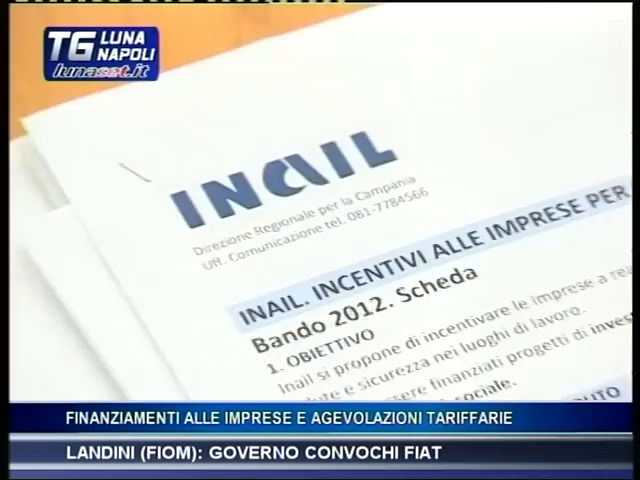 TG LUNA
NAPOLI
lunaset.it
INAIL
Direzione Regionale per la Campania
Uff. Comunicazione tel. 081-7784566
INAIL. INCENTIVI ALLE IMPRESE PER
Bando 2012. Scheda
1. OBIETTIVO
Inail si propone di incentivare le imprese a
e sicurezza nei luoghi di lavoro.
essere finanziati progetti di
sociale.
FINANZIAMENTI ALLE IMPRESE E AGEVOLAZIONI TARIFFARIE
LANDINI (FIOM): GOVERNO CONVOCHI FIAT